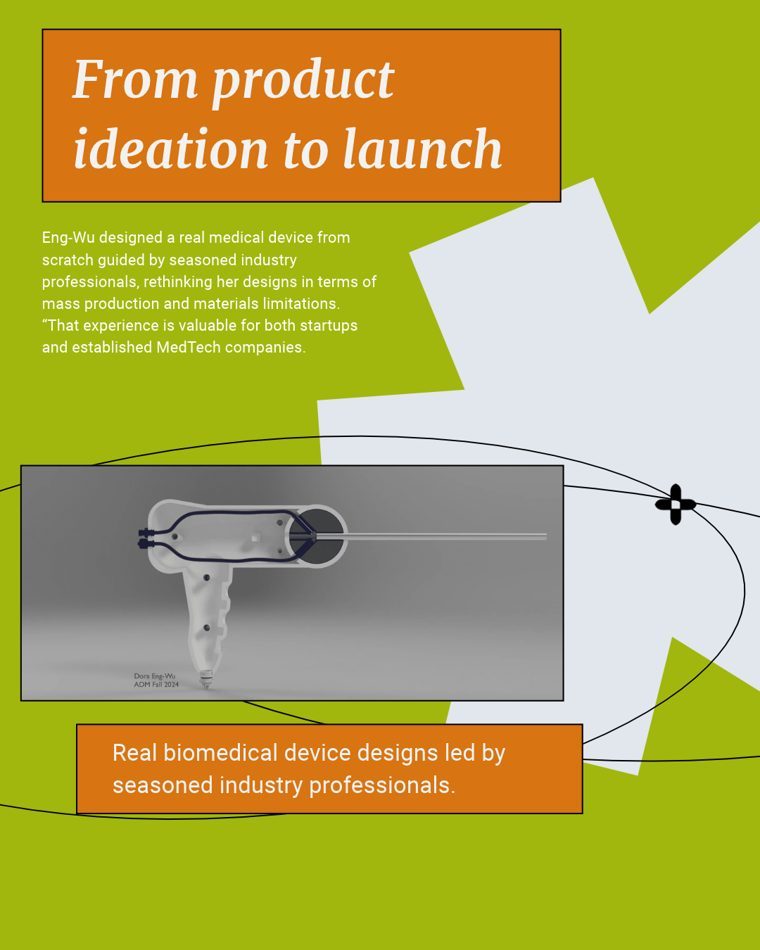 From product
ideation to launch
Eng-Wu designed a real medical device from
scratch guided by seasoned industry
professionals, rethinking her designs in terms of
mass production and materials limitations.
“That experience is valuable for both startups
and established MedTech companies.
Dora Eng-Wu
ADM Fall 2024
Real biomedical device designs led by
seasoned industry professionals.